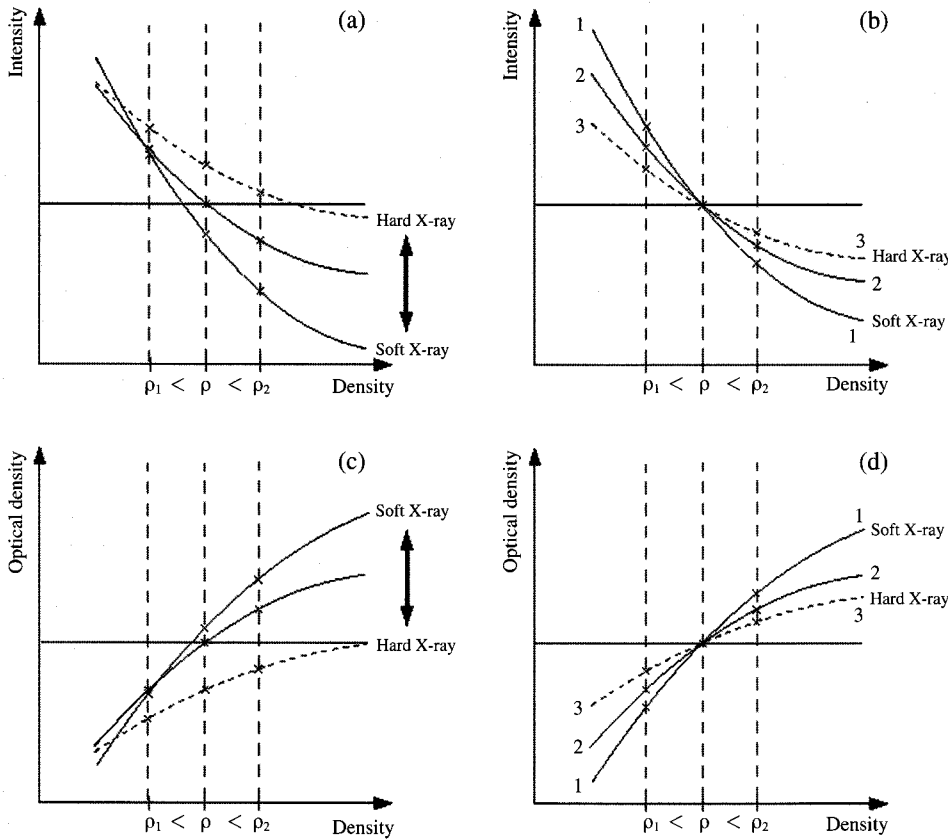 (a)
Intensity
Hard X-ray
Soft X-ray
ρ₁ < ρ < ρ₂ Density
(b)
Intensity
1
2
3
3
Hard X-ray
2
Soft X-ray
1
ρ₁ < ρ < ρ₂ Density
(c)
Optical density
Soft X-ray
Hard X-ray
ρ₁ < ρ < ρ₂ Density
(d)
Optical density
1
Soft X-ray
2
Hard X-ray
3
3
2
1
ρ₁ < ρ < ρ₂ Density